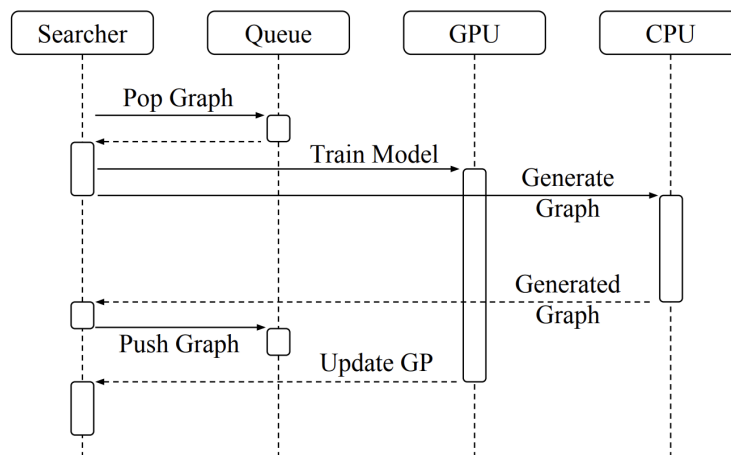 Searcher
Queue
GPU
CPU
Pop Graph
Train Model
Generate
Graph
Generated
Graph
Push Graph
Update GP